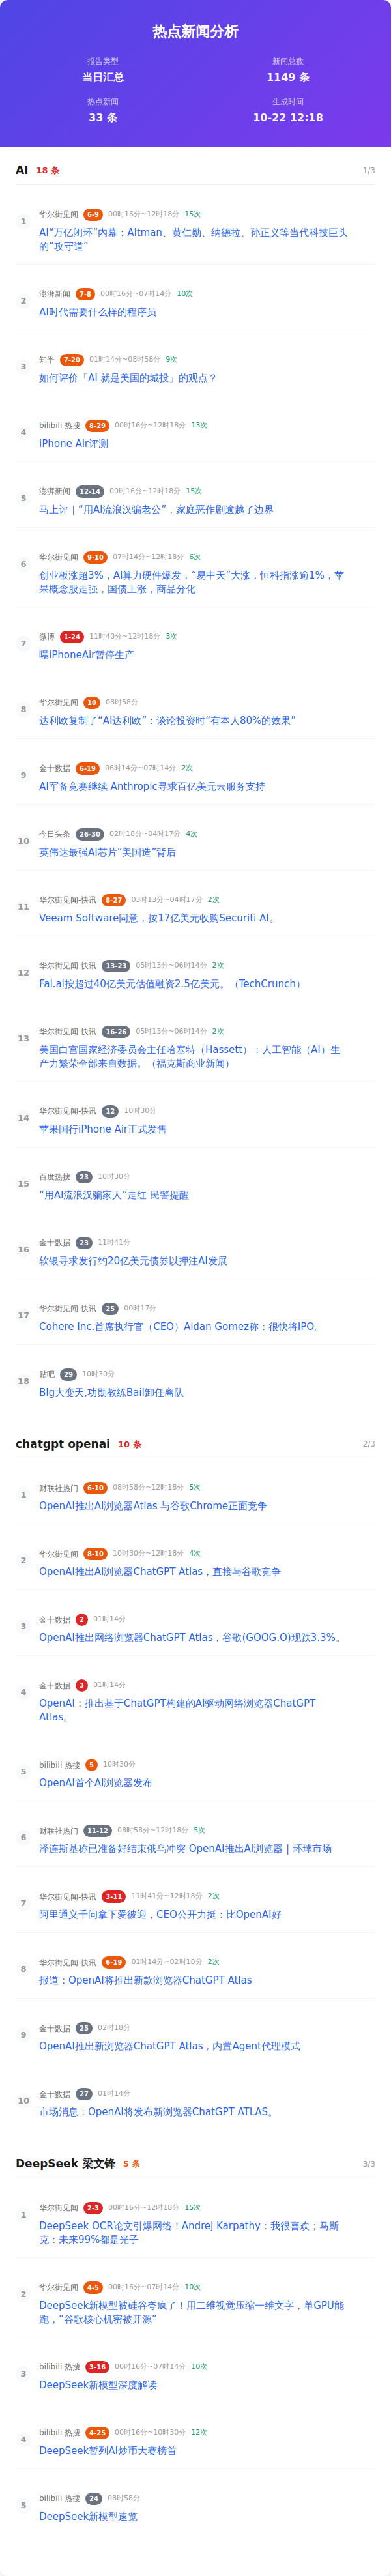 热点新闻分析
报告类型
新闻总数
当日汇总
1149 条
热点新闻
生成时间
33 条
10-22 12:18
AI 18 条 1/3
1
华尔街见闻 6-9 00时16分~12时18分 15次
AI“万亿闭环”内幕：Altman、黄仁勋、纳德拉、孙正义等当代科技巨头
的“攻守道”
2
澎湃新闻 7-8 00时16分~07时14分 10次
AI时代需要什么样的程序员
3
知乎 7-20 01时14分~08时58分 9次
如何评价「AI 就是美国的城投」的观点？
4
bilibili 热搜 8-29 00时16分~12时18分 13次
iPhone Air评测
5
澎湃新闻 12-14 00时16分~12时18分 15次
马上评｜“用AI流浪汉骗老公”，家庭恶作剧逾越了边界
6
华尔街见闻 9-10 07时14分~12时18分 6次
创业板涨超3%，AI算力硬件爆发，“易中天”大涨，恒科指涨逾1%，苹
果概念股走强，国债上涨，商品分化
7
微博 1-24 11时40分~12时18分 3次
曝iPhoneAir暂停生产
8
华尔街见闻 10 08时58分
达利欧复制了“AI达利欧”：谈论投资时“有本人80%的效果”
9
金十数据 6-19 06时14分~07时14分 2次
AI军备竞赛继续 Anthropic寻求百亿美元云服务支持
10
今日头条 26-30 02时18分~04时17分 4次
英伟达最强AI芯片“美国造”背后
11
华尔街见闻-快讯 8-27 03时13分~04时17分 2次
Veeam Software同意，按17亿美元收购Securiti AI。
12
华尔街见闻-快讯 13-23 05时13分~06时14分 2次
Fal.ai按超过40亿美元估值融资2.5亿美元。（TechCrunch）
13
华尔街见闻-快讯 16-26 05时13分~06时14分 2次
美国白宫国家经济委员会主任哈塞特（Hassett）：人工智能（AI）生
产力繁荣全部来自数据。（福克斯商业新闻）
14
华尔街见闻-快讯 12 10时30分
苹果国行iPhone Air正式发售
15
百度热搜 23 10时30分
“用AI流浪汉骗家人”走红 民警提醒
16
金十数据 23 11时41分
软银寻求发行约20亿美元债券以押注AI发展
17
华尔街见闻-快讯 25 00时17分
Cohere Inc.首席执行官（CEO）Aidan Gomez称：很快将IPO。
18
贴吧 29 10时30分
Blg大变天,功勋教练Bail卸任离队
chatgpt openai 10 条 2/3
1
财联社热门 6-10 08时58分~12时18分 5次
OpenAI推出AI浏览器Atlas 与谷歌Chrome正面竞争
2
华尔街见闻 8-10 10时30分~12时18分 4次
OpenAI推出AI浏览器ChatGPT Atlas，直接与谷歌竞争
3
金十数据 2 01时14分
OpenAI推出网络浏览器ChatGPT Atlas，谷歌(GOOG.O)现跌3.3%。
4
金十数据 3 01时14分
OpenAI：推出基于ChatGPT构建的AI驱动网络浏览器ChatGPT
Atlas。
5
bilibili 热搜 5 10时30分
OpenAI首个AI浏览器发布
6
财联社热门 11-12 08时58分~12时18分 5次
泽连斯基称已准备好结束俄乌冲突 OpenAI推出AI浏览器 | 环球市场
7
华尔街见闻-快讯 3-11 11时41分~12时18分 2次
阿里通义千问拿下爱彼迎，CEO公开力挺：比OpenAI好
8
华尔街见闻-快讯 6-19 01时14分~02时18分 2次
报道：OpenAI将推出新款浏览器ChatGPT Atlas
9
金十数据 25 02时18分
OpenAI推出新浏览器ChatGPT Atlas，内置Agent代理模式
10
金十数据 27 01时14分
市场消息：OpenAI将发布新浏览器ChatGPT ATLAS。
DeepSeek 梁文锋 5 条 3/3
1
华尔街见闻 2-3 00时16分~12时18分 15次
DeepSeek OCR论文引爆网络！Andrej Karpathy：我很喜欢；马斯
克：未来99%都是光子
2
华尔街见闻 4-5 00时16分~07时14分 10次
DeepSeek新模型被硅谷夸疯了！用二维视觉压缩一维文字，单GPU能
跑，“谷歌核心机密被开源”
3
bilibili 热搜 3-16 00时16分~07时14分 10次
DeepSeek新模型深度解读
4
bilibili 热搜 4-25 00时16分~10时30分 12次
DeepSeek暂列AI炒币大赛榜首
5
bilibili 热搜 24 08时58分
DeepSeek新模型速览